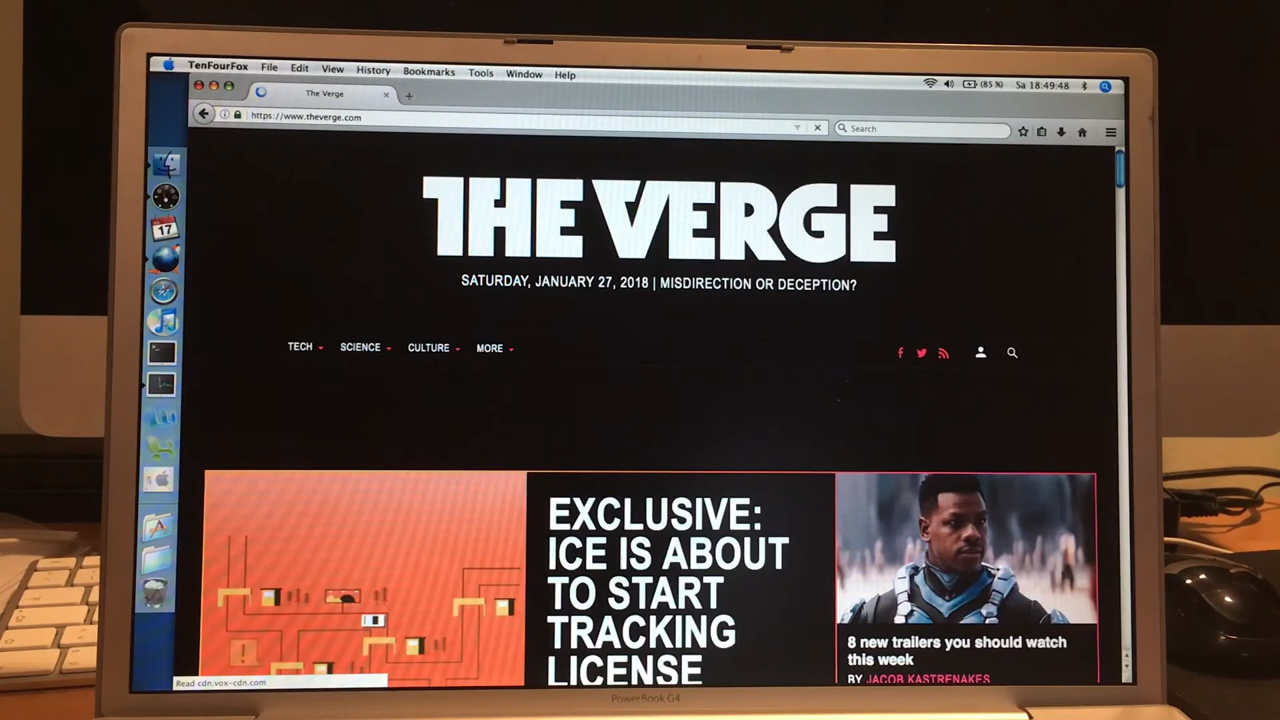 TenFourFox File Edit View History Bookmarks Tools Window Help
(85 %) Sa 18:49:48
The Verge
https://www.theverge.com
Search
17
THE VERGE
SATURDAY, JANUARY 27, 2018 | MISDIRECTION OR DECEPTION?
TECH SCIENCE CULTURE MORE
EXCLUSIVE:
ICE IS ABOUT
TO START
TRACKING
LICENSE
8 new trailers you should watch
this week
BY JACOB KASTRENAKES
Read cdn.vox-cdn.com
PowerBook G4